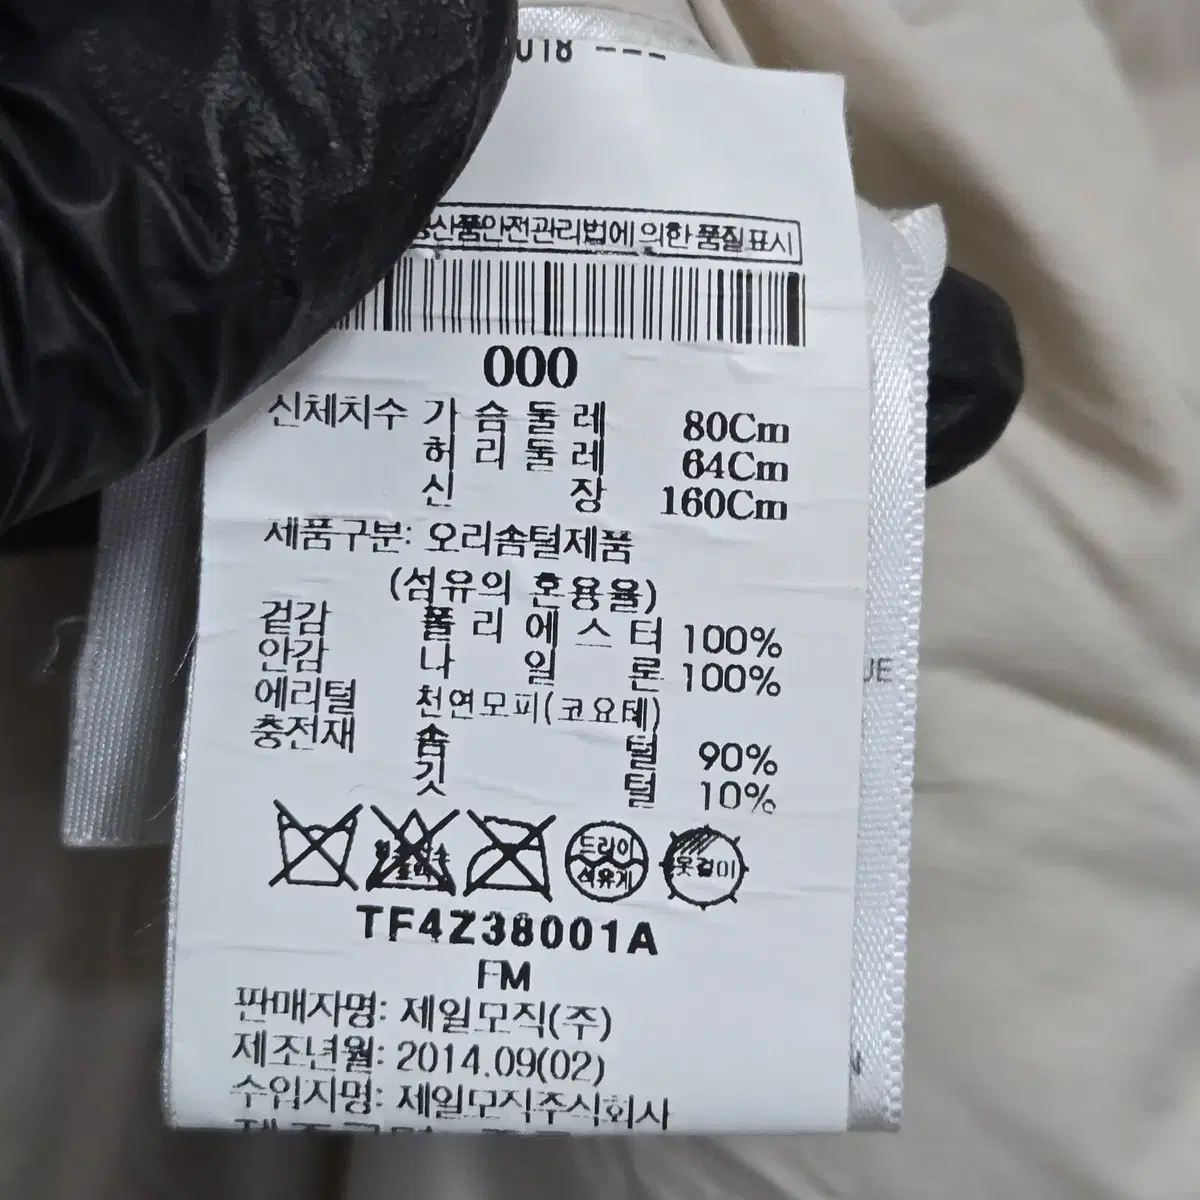 018 ---
산품안전관리법에 의한 품질표시
000
신체치수 가슴둘레 80Cm
허리둘레 64Cm
신장 160Cm
제품구분: 오리솜털제품
(섬유의 혼용율)
겉감 폴리에스터 100%
안감 나일론 100%
에리털 천연모피(코요테)
충전재 솜털 90%
깃털 10%
드라이
석유계
옷걸이
TF4Z38001A
FM
판매자명: 제일모직(주)
제조년월: 2014.09(02)
수입자명: 제일모직주식회사
UE
N